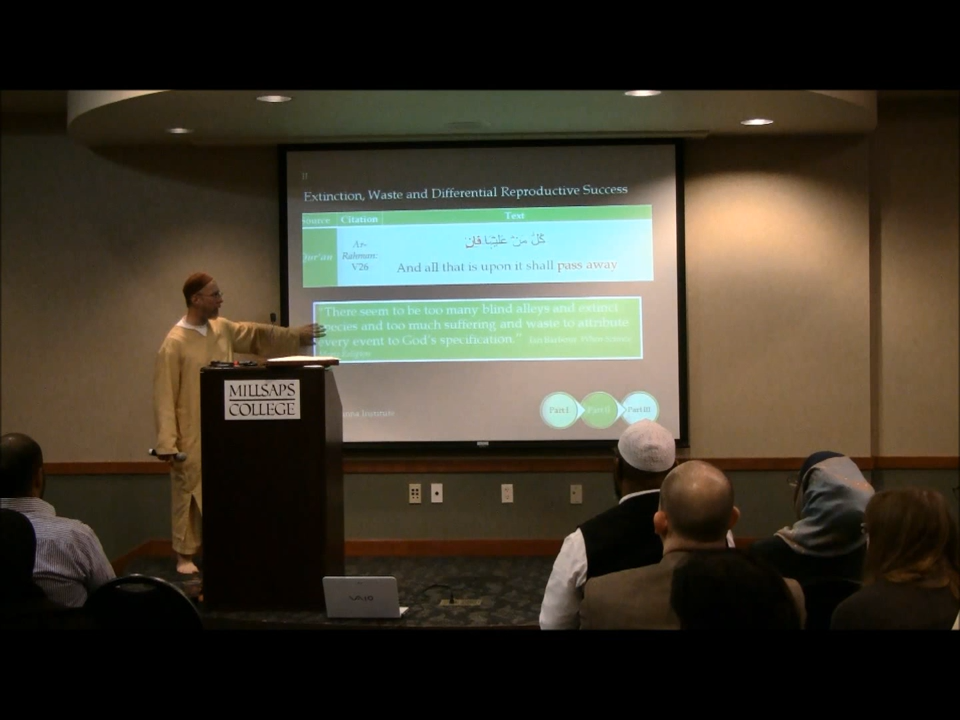 Extinction, Waste and Differential Reproductive Success
Source Citation Text
Qur'an
Ar-
Rahman:
V26
كُلُّ مَنْ عَلَيْهَا فَانٍ
And all that is upon it shall pass away
"There seem to be too many blind alleys and extinct
species and too much suffering and waste to attribute
every event to God's specification." Ian Barbour, When Science
Religion
Institute
Part I Part II Part III
MILLSAPS
COLLEGE
VAIO